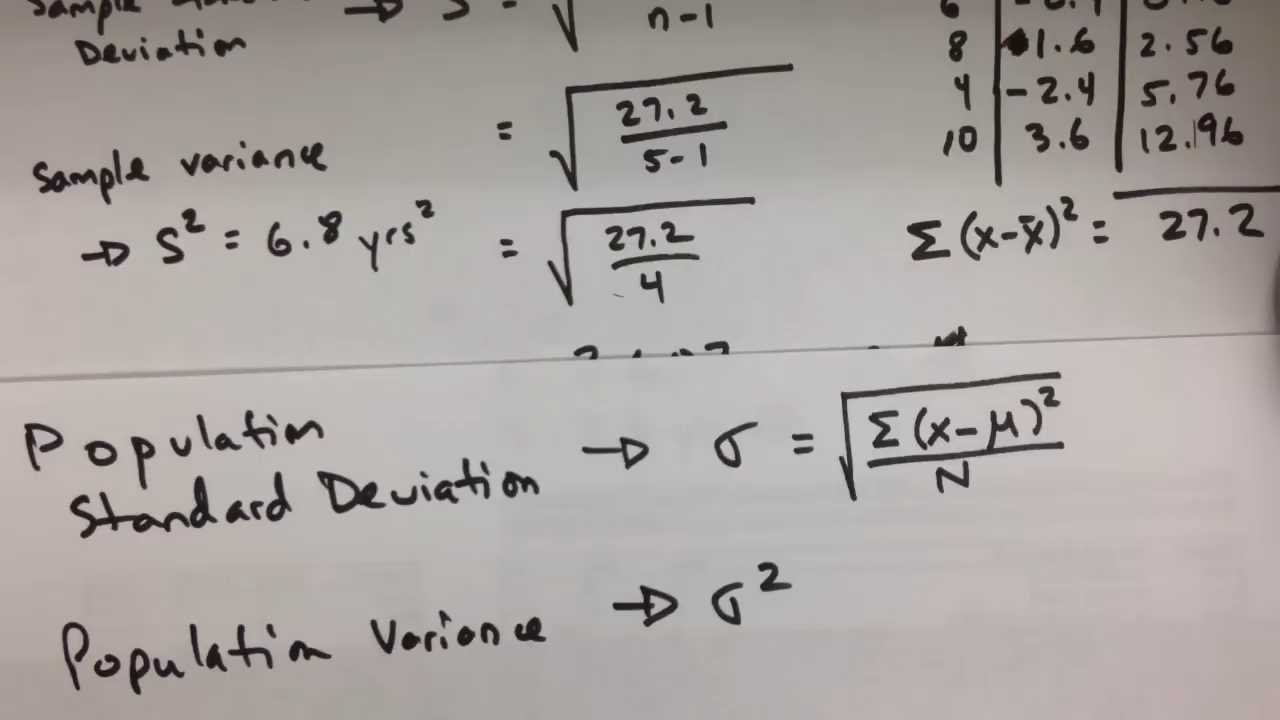 Sample
Deviation
→ S =
√
n-1
= √ 27.2 / 5-1
Sample variance
→ S² = 6.8 yrs²
= √ 27.2 / 4
6
8 1.6 2.56
4 -2.4 5.76
10 3.6 12.96
Σ(x-x̄)² = 27.2
Population
Standard Deviation → σ = √ Σ(x-μ)² / N
Population Variance → σ²